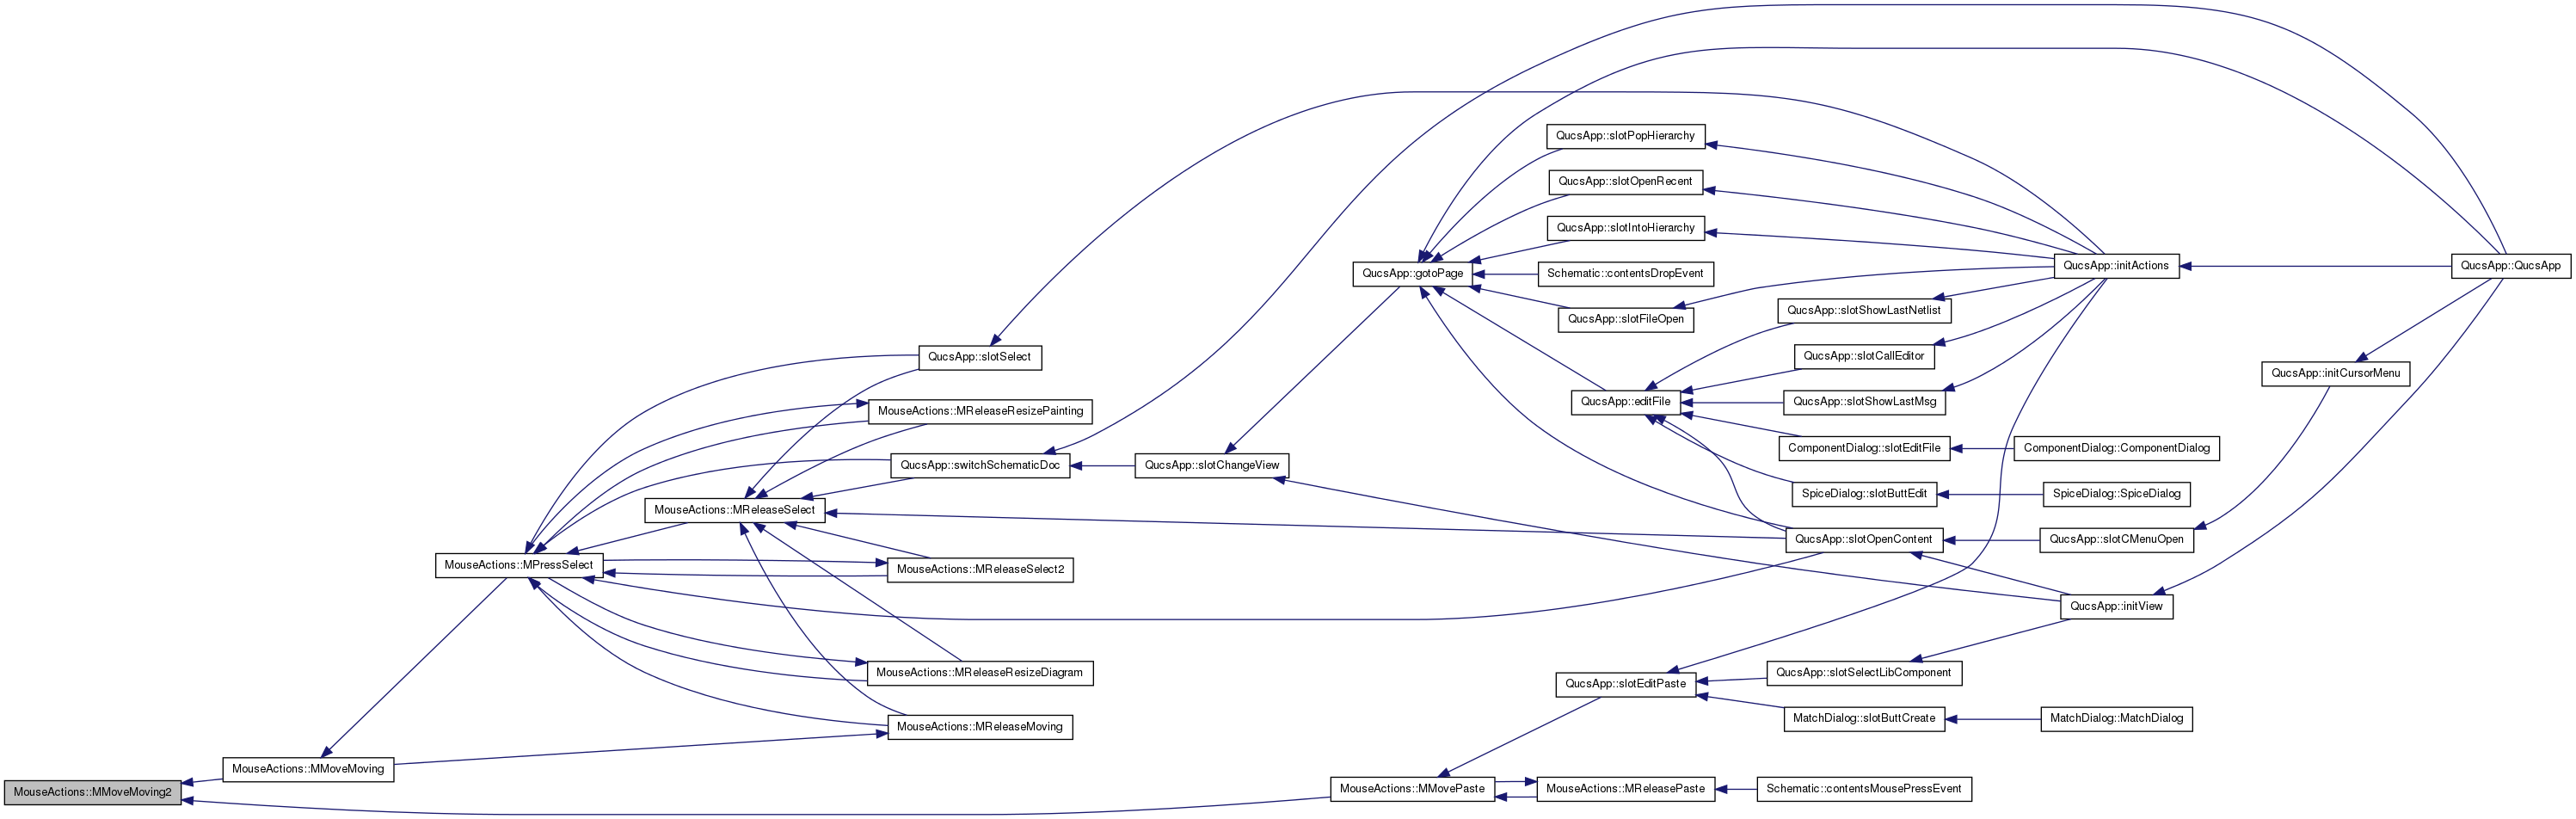 QucsApp::slotPopHierarchy
QucsApp::slotOpenRecent
QucsApp::slotIntoHierarchy
QucsApp::gotoPage
Schematic::contentsDropEvent
QucsApp::initActions
QucsApp::QucsApp
QucsApp::slotFileOpen
QucsApp::slotShowLastNetlist
QucsApp::slotSelect
QucsApp::slotCallEditor
QucsApp::initCursorMenu
QucsApp::editFile
QucsApp::slotShowLastMsg
MouseActions::MReleaseResizePainting
ComponentDialog::slotEditFile
ComponentDialog::ComponentDialog
QucsApp::switchSchematicDoc
QucsApp::slotChangeView
SpiceDialog::slotButtEdit
SpiceDialog::SpiceDialog
MouseActions::MReleaseSelect
QucsApp::slotOpenContent
QucsApp::slotCMenuOpen
MouseActions::MPressSelect
MouseActions::MReleaseSelect2
QucsApp::initView
MouseActions::MReleaseResizeDiagram
QucsApp::slotSelectLibComponent
QucsApp::slotEditPaste
MatchDialog::slotButtCreate
MatchDialog::MatchDialog
MouseActions::MReleaseMoving
MouseActions::MMoveMoving
MouseActions::MMoveMoving2
MouseActions::MMovePaste
MouseActions::MReleasePaste
Schematic::contentsMousePressEvent